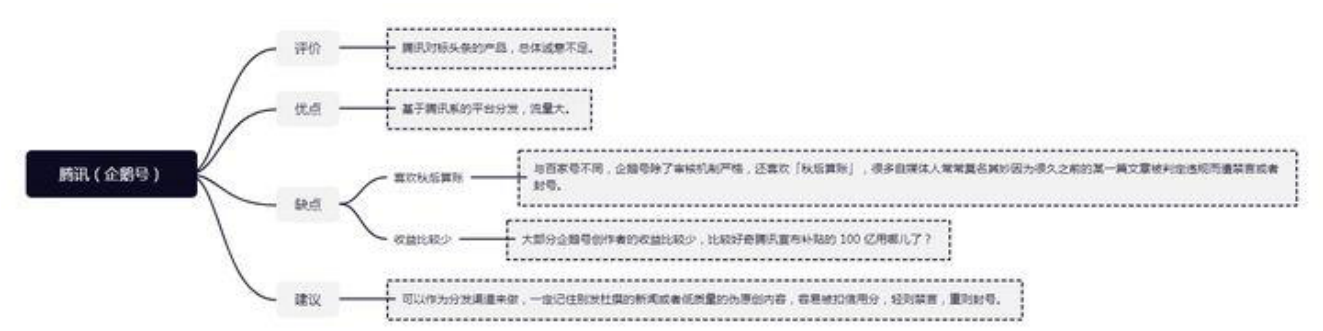 腾讯（企鹅号）
评价
腾讯对标头条的产品，总体诚意不足。
优点
基于腾讯系的平台分发，流量大。
缺点
喜欢秋后算账
与百家号不同，企鹅号除了审核机制严格，还喜欢「秋后算账」，很多自媒体人常常莫名其妙因为很久之前的某一篇文章被判定违规而遭禁言或者
封号。
收益比较少
大部分企鹅号创作者的收益比较少，比较好奇腾讯宣布补贴的 100 亿用哪儿了？
建议
可以作为分发渠道来做，一定记住别发杜撰的新闻或者低质量的伪原创内容，容易被扣信用分，轻则禁言，重则封号。